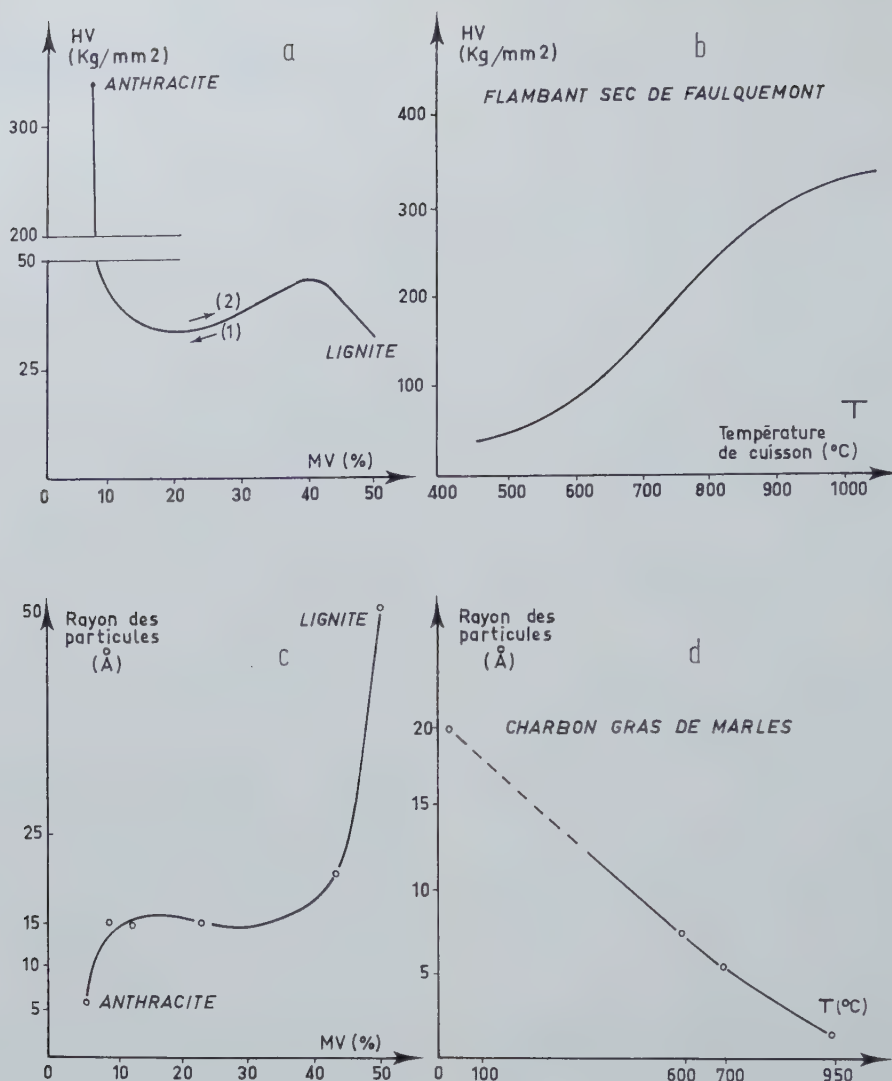 HV
(Kg/mm2)
a
ANTHRACITE
300
200
50
(2)
(1)
25
LIGNITE
MV (%)
0 10 20 30 40 50
HV
(Kg/mm2)
b
FLAMBANT SEC DE FAULQUEMONT
400
300
200
100
T
Température
de cuisson (°C)
400 500 600 700 800 900 1000
50
Rayon des
particules
(Å)
c
LIGNITE
25
15
10
5
ANTHRACITE
MV (%)
0 10 20 30 40 50
Rayon des
particules
(Å)
d
20
CHARBON GRAS DE MARLES
15
10
5
T (°C)
0 100 600 700 950